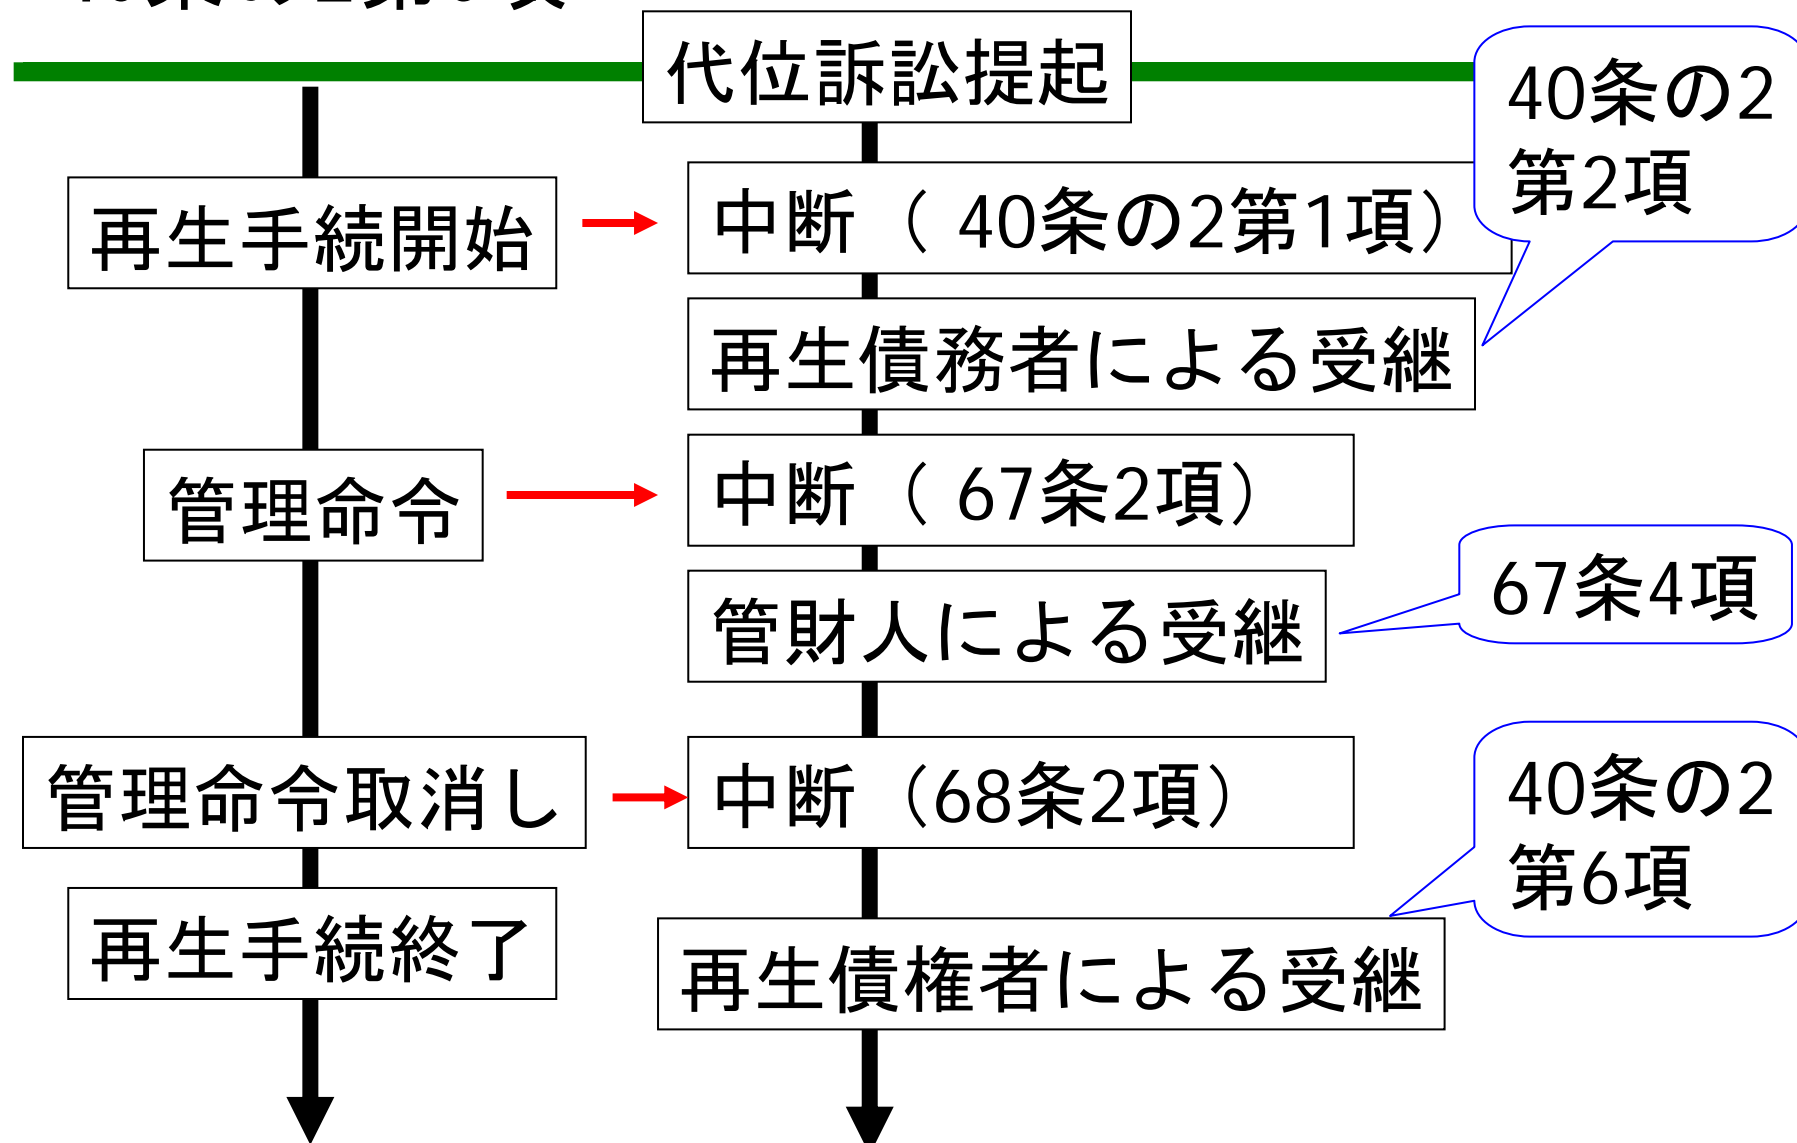 代位訴訟提起
40条の2
第2項
再生手続開始
中断（ 40条の2第1項）
再生債務者による受継
管理命令
中断（ 67条2項）
管財人による受継
67条4項
管理命令取消し
中断（68条2項）
40条の2
第6項
再生手続終了
再生債権者による受継